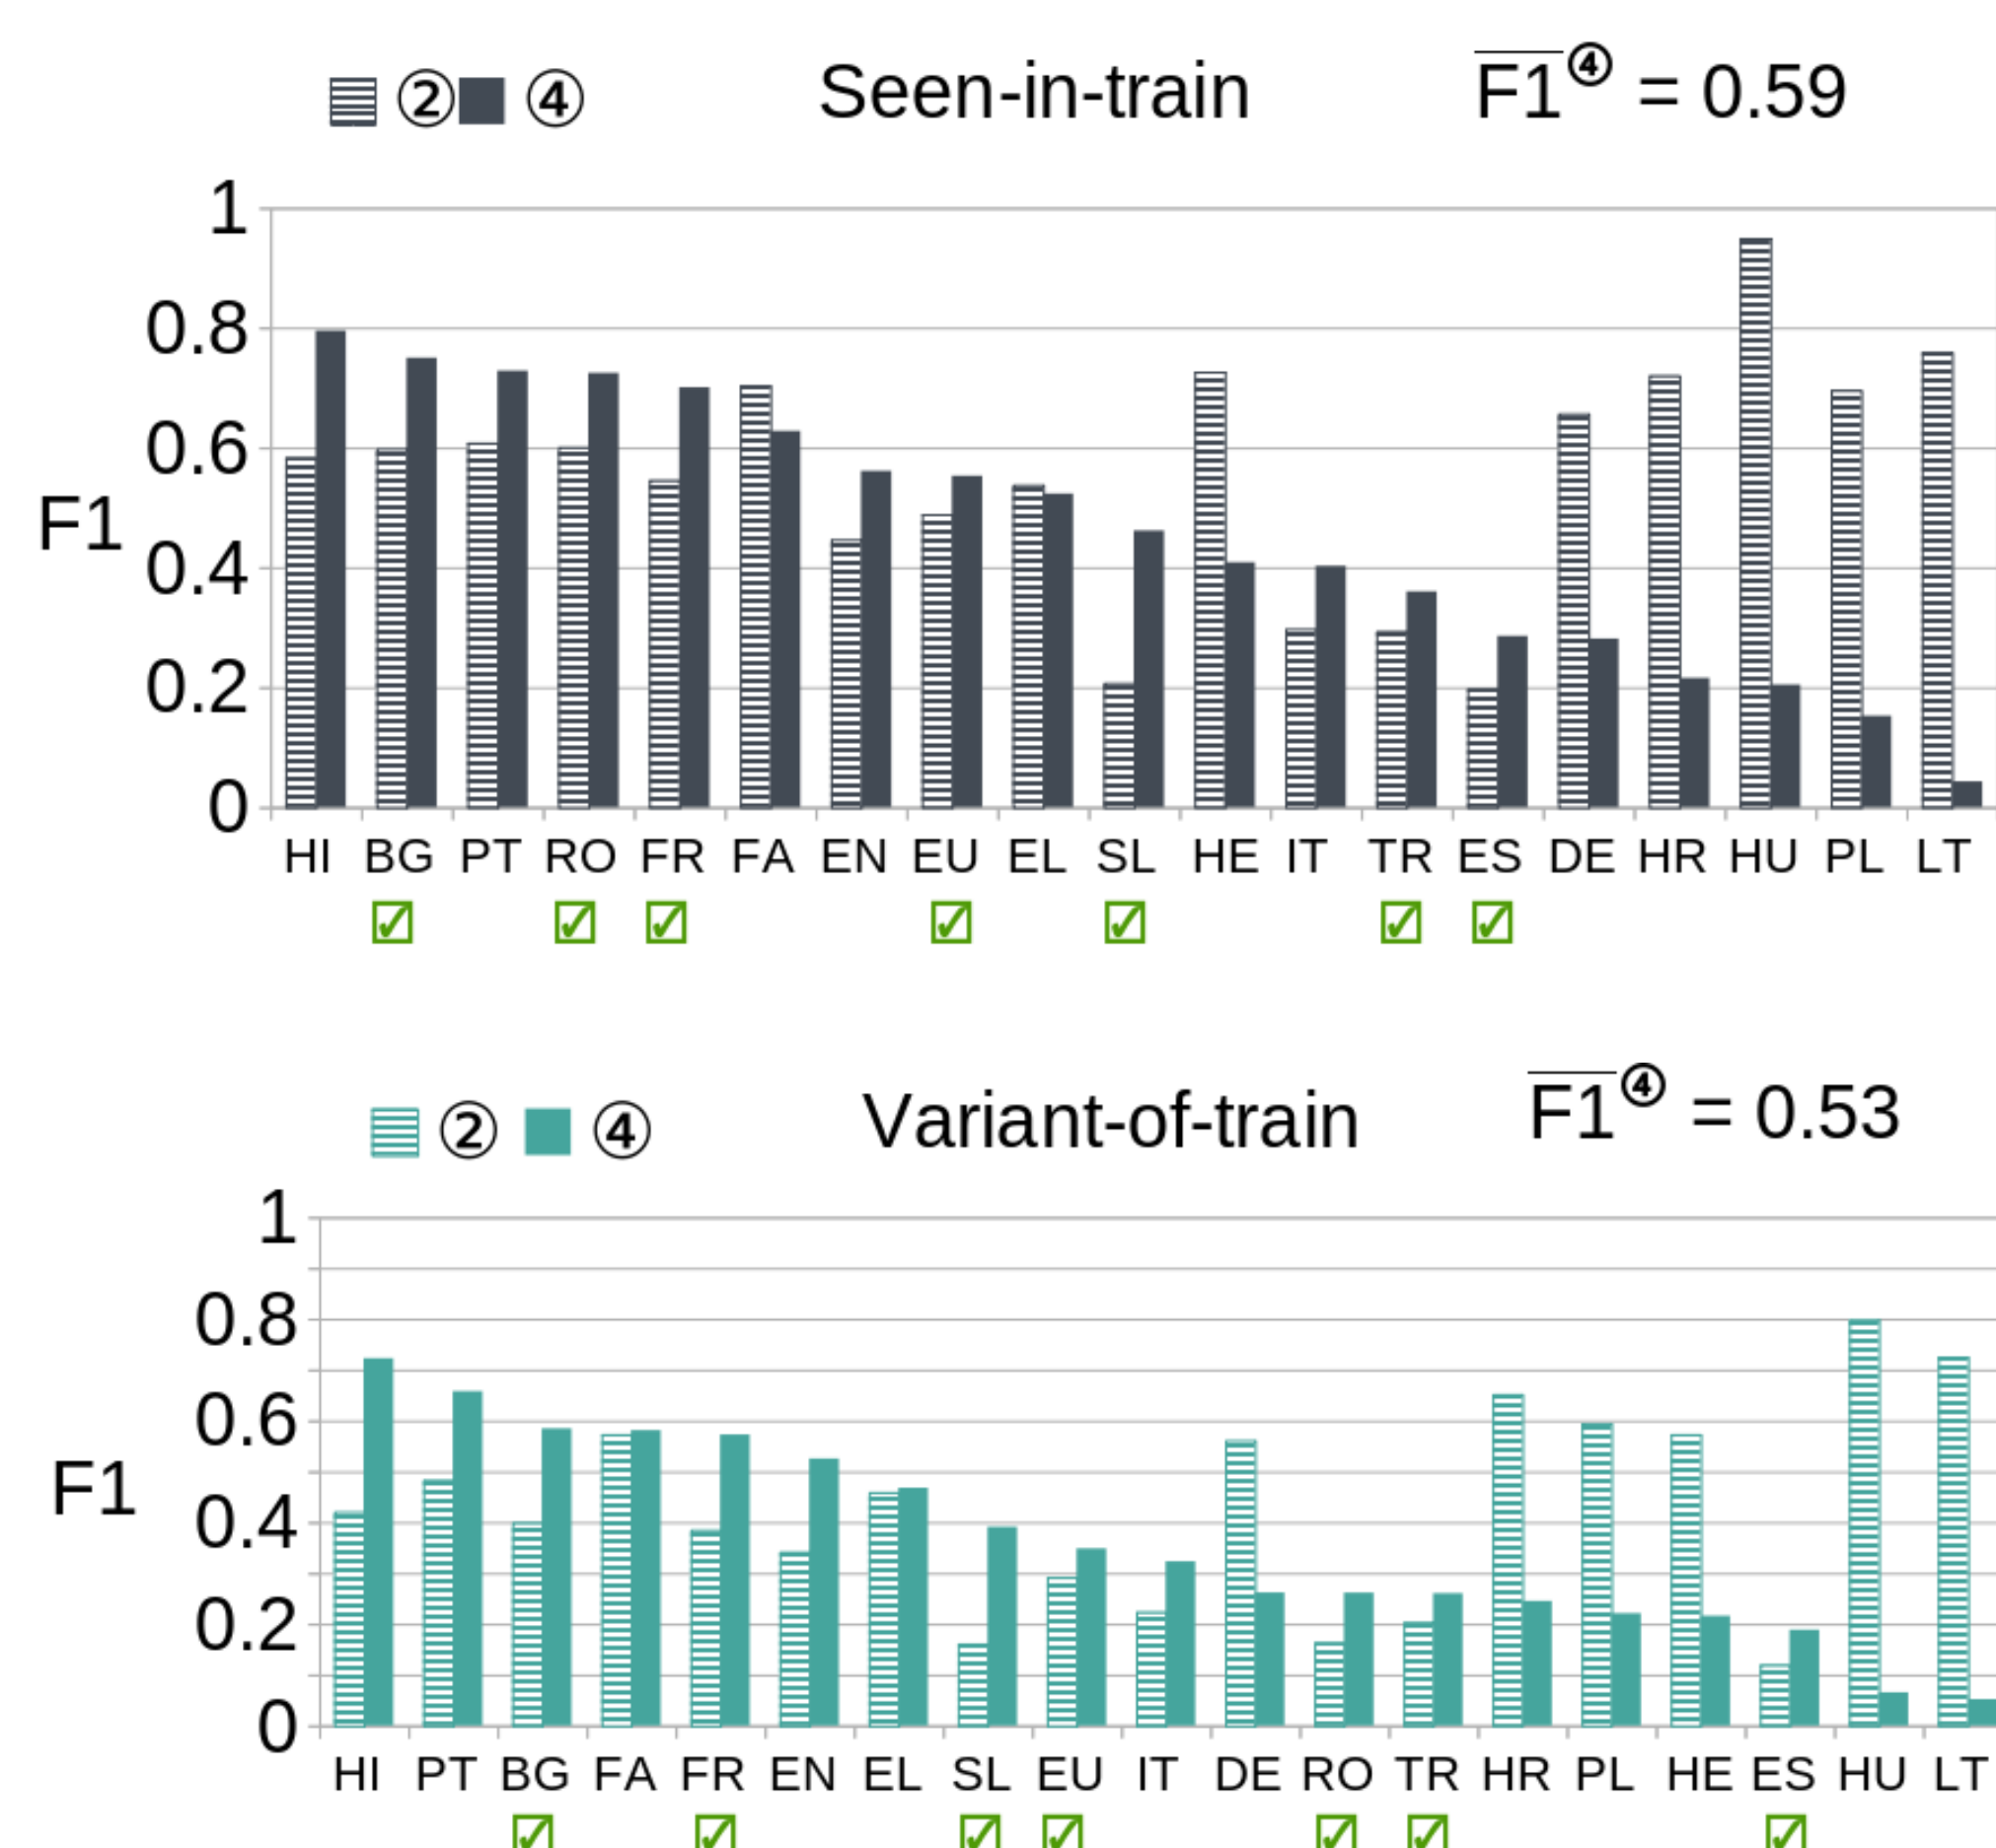 ② ④ Seen-in-train F1④ = 0.59
1
0.8
0.6
F1
0.4
0.2
0
HI BG PT RO FR FA EN EU EL SL HE IT TR ES DE HR HU PL LT
☑ ☑ ☑ ☑ ☑ ☑ ☑
② ④ Variant-of-train F1④ = 0.53
1
0.8
0.6
F1
0.4
0.2
0
HI PT BG FA FR EN EL SL EU IT DE RO TR HR PL HE ES HU LT
☑ ☑ ☑ ☑ ☑ ☑ ☑